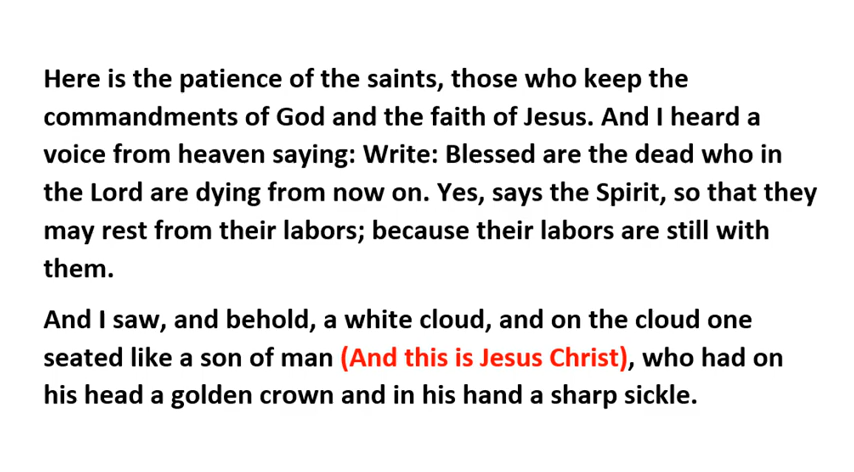 Here is the patience of the saints, those who keep the
commandments of God and the faith of Jesus. And I heard a
voice from heaven saying: Write: Blessed are the dead who in
the Lord are dying from now on. Yes, says the Spirit, so that they
may rest from their labors; because their labors are still with
them.
And I saw, and behold, a white cloud, and on the cloud one
seated like a son of man (And this is Jesus Christ), who had on
his head a golden crown and in his hand a sharp sickle.